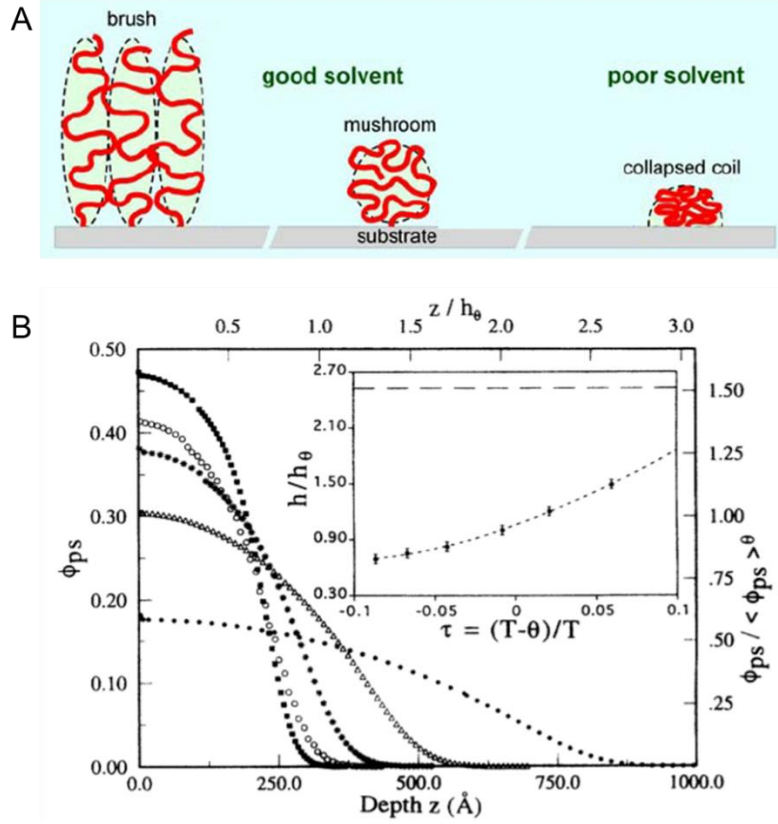 A
brush
good solvent
poor solvent
mushroom
collapsed coil
substrate
B
z / hθ
0.5 1.0 1.5 2.0 2.5 3.0
0.50
0.40
0.30
0.20
0.10
0.00
ϕps
2.70
2.10
1.50
0.90
0.30
h/hθ
-0.1 -0.05 0 0.05 0.1
τ = (T-θ)/T
1.50
1.25
1.00
.75
.50
.25
ϕps / < ϕps >θ
0.0 250.0 500.0 750.0 1000.0
Depth z (Å)